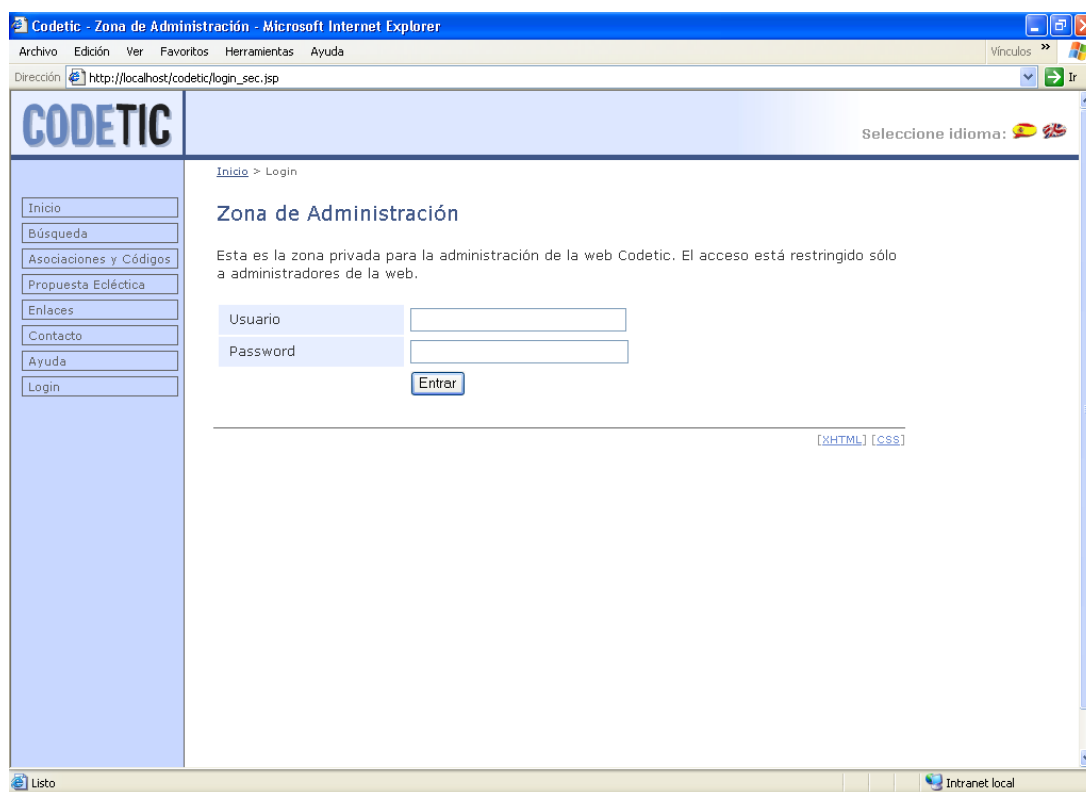 Codetic - Zona de Administración - Microsoft Internet Explorer
Archivo Edición Ver Favoritos Herramientas Ayuda Vínculos »
Dirección http://localhost/codetic/login_sec.jsp Ir
CODETIC
Seleccione idioma:
Inicio > Login
Inicio
Búsqueda
Asociaciones y Códigos
Propuesta Ecléctica
Enlaces
Contacto
Ayuda
Login
Zona de Administración
Esta es la zona privada para la administración de la web Codetic. El acceso está restringido sólo
a administradores de la web.
Usuario
Password
Entrar
[XHTML] [CSS]
Listo Intranet local